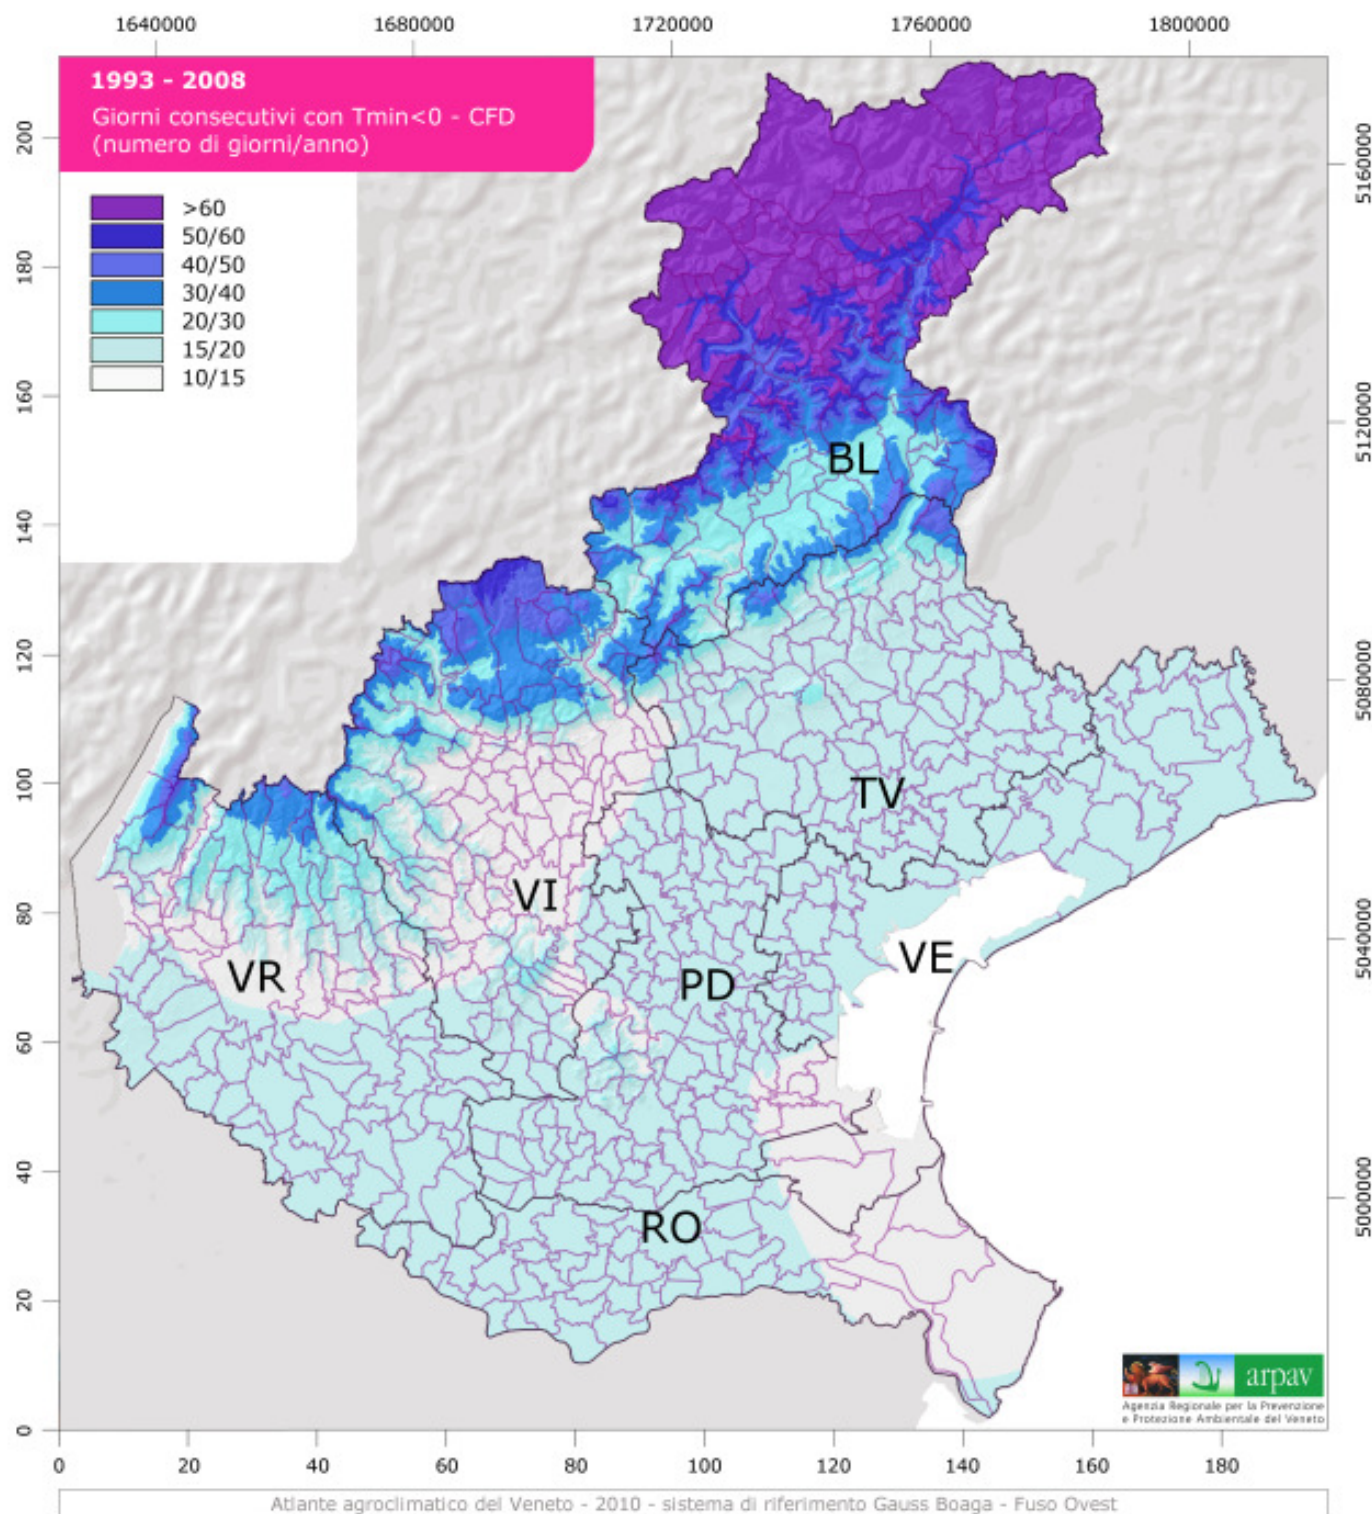 1640000 1680000 1720000 1760000 1800000
1993 - 2008
Giorni consecutivi con Tmin<0 - CFD
(numero di giorni/anno)
>60
50/60
40/50
30/40
20/30
15/20
10/15
200
180
160
140
120
100
80
60
40
20
0
5160000
5120000
5080000
5040000
5000000
BL
TV
VI
VE
VR
PD
RO
arpav
Agenzia Regionale per la Prevenzione
e Protezione Ambientale del Veneto
0 20 40 60 80 100 120 140 160 180
Atlante agroclimatico del Veneto - 2010 - sistema di riferimento Gauss Boaga - Fuso Ovest